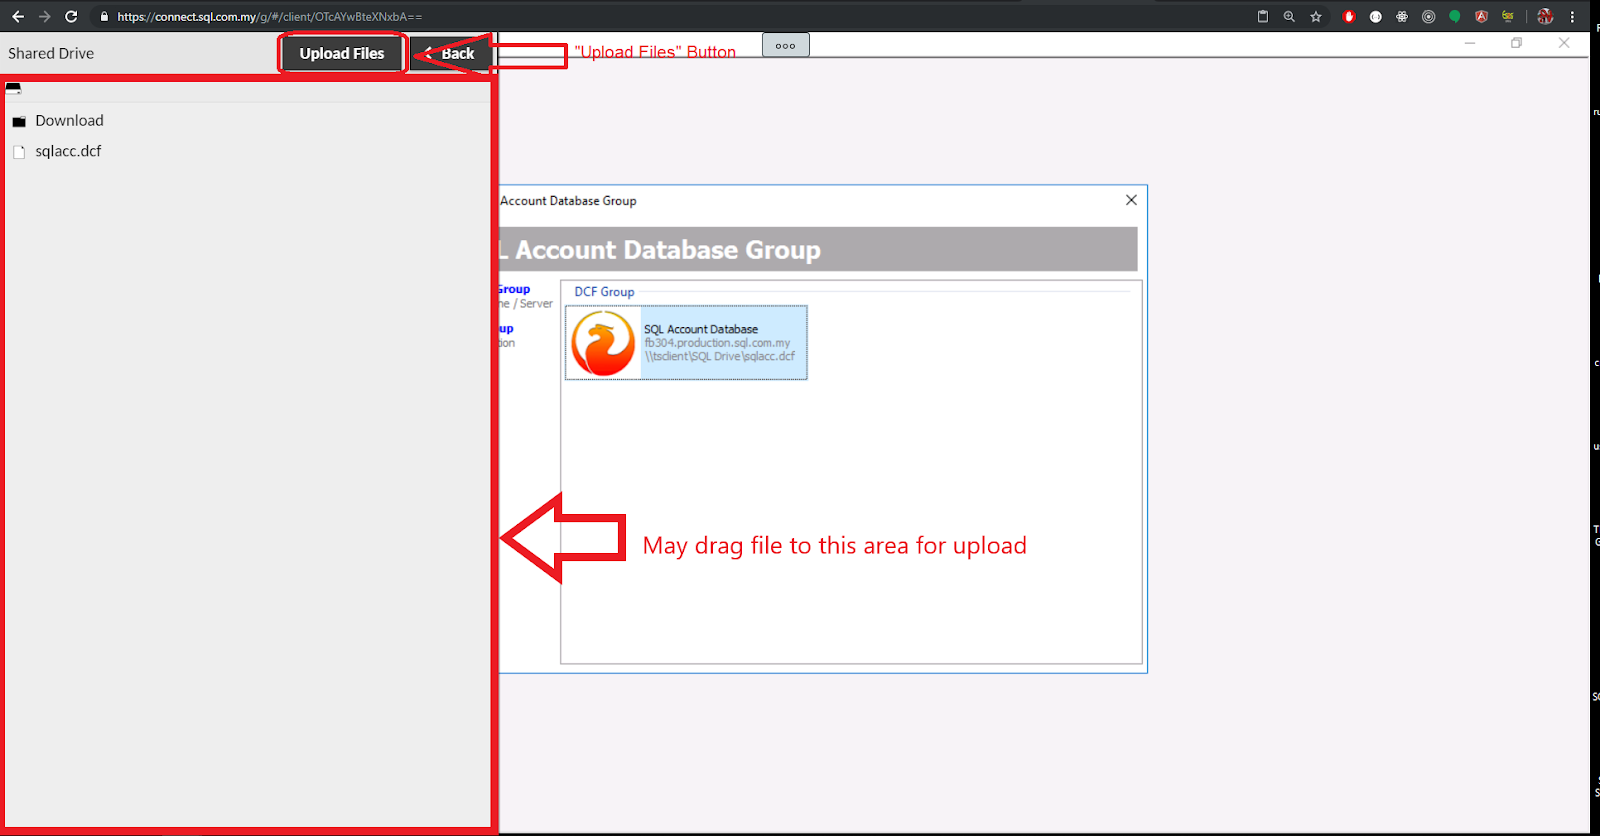 https://connect.sql.com.my/g/#/client/OTcAYwBteXNxbA==
Shared Drive
Upload Files
Back
"Upload Files" Button
Download
sqlacc.dcf
Account Database Group
L Account Database Group
Group
ne / Server
up
tion
DCF Group
SQL Account Database
fb304.production.sql.com.my
\\tsclient\SQL Drive\sqlacc.dcf
May drag file to this area for upload